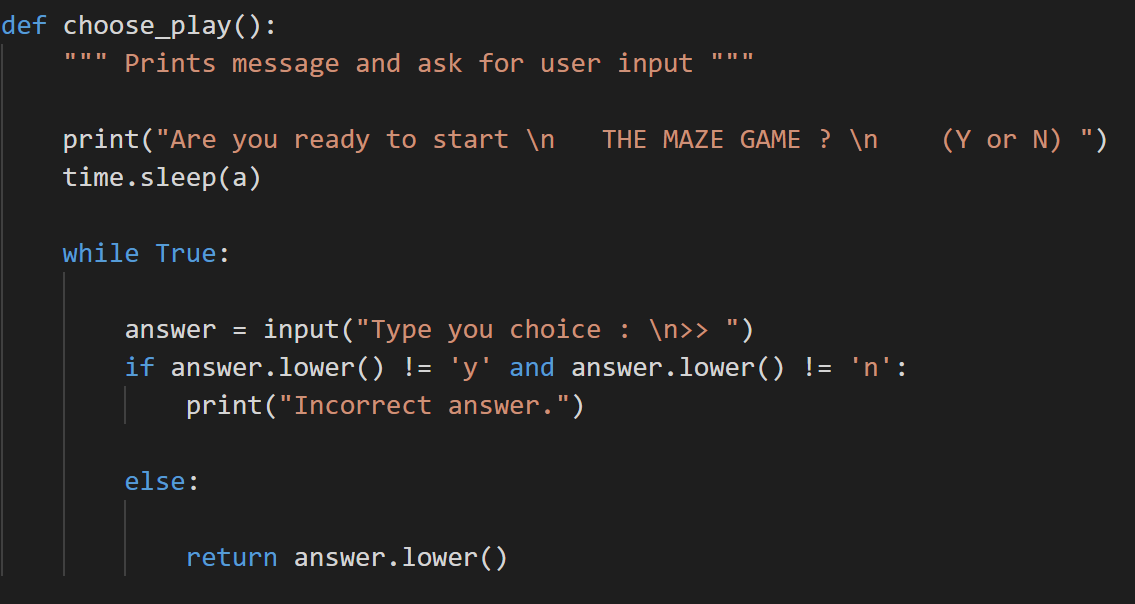 def choose_play():
    """ Prints message and ask for user input """
    print("Are you ready to start \n   THE MAZE GAME ? \n    (Y or N) ")
    time.sleep(a)
    while True:
        answer = input("Type you choice : \n>> ")
        if answer.lower() != 'y' and answer.lower() != 'n':
            print("Incorrect answer.")
        else:
            return answer.lower()